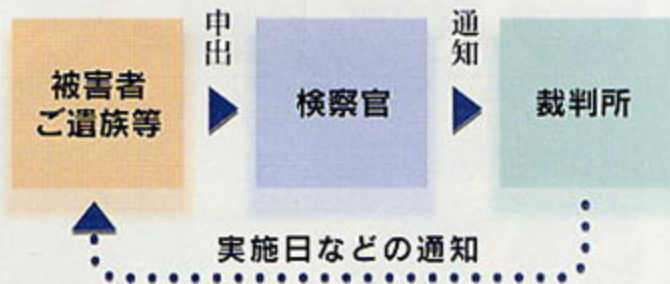 被害者
ご遺族等
申出
検察官
通知
裁判所
実施日などの通知